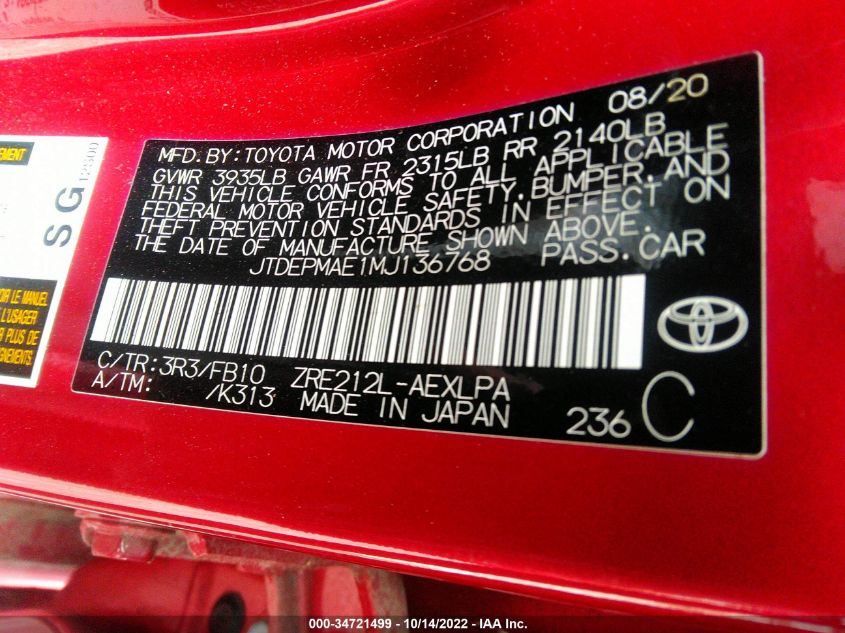 MFD. BY: TOYOTA MOTOR CORPORATION 08/20
GVWR 3935LB GAWR FR 2315LB RR 2140LB
THIS VEHICLE CONFORMS TO ALL APPLICABLE
FEDERAL MOTOR VEHICLE SAFETY, BUMPER, AND
THEFT PREVENTION STANDARDS IN EFFECT ON
THE DATE OF MANUFACTURE SHOWN ABOVE.
JTDEPMAE1MJ136768 PASS. CAR
C/TR: 3R3/FB10 ZRE212L-AEXLPA
A/TM: /K313 MADE IN JAPAN
236 C
SG
12500
LE MANUEL
L'USAGER
PLUS DE
000-34721499 - 10/14/2022 - IAA Inc.